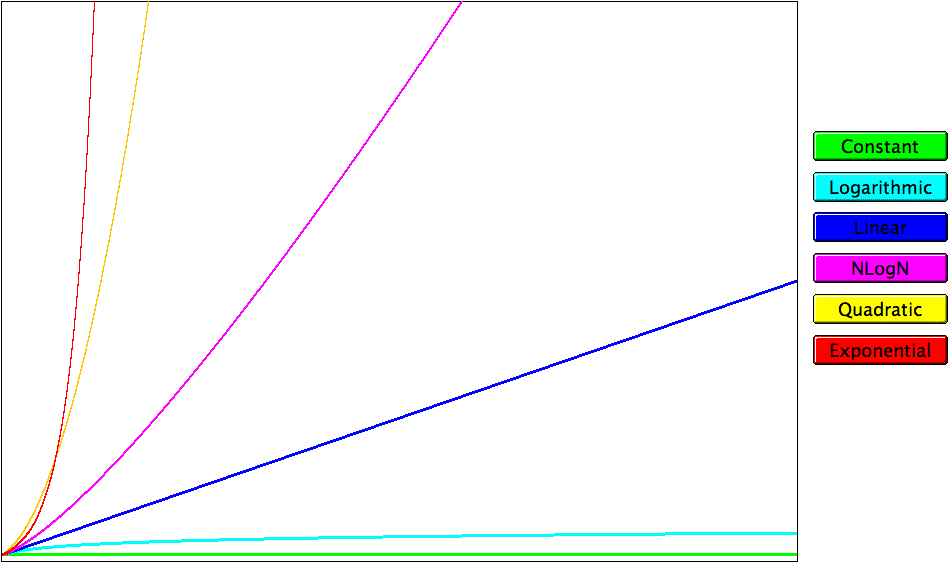 Constant
Logarithmic
Linear
NLogN
Quadratic
Exponential